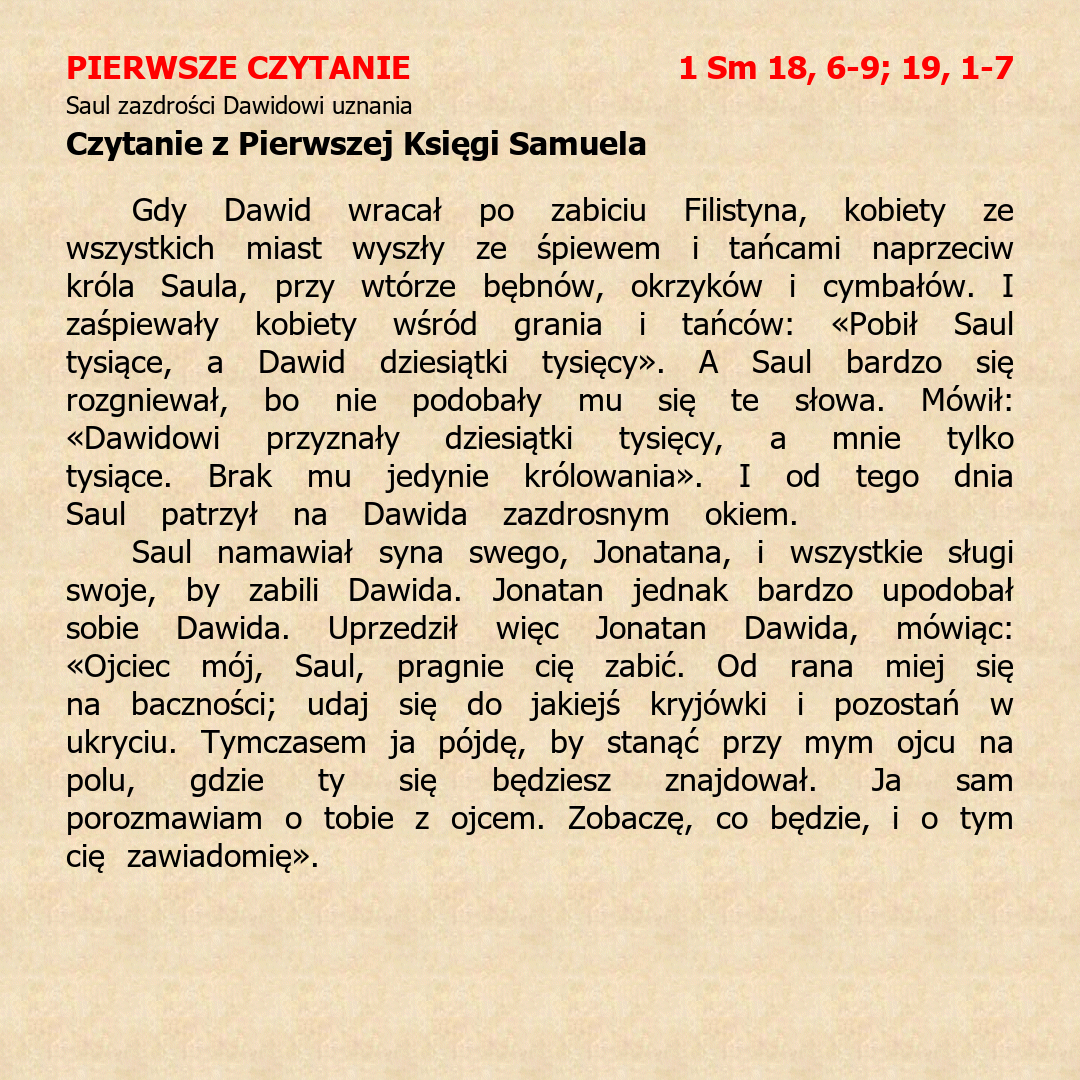 PIERWSZE CZYTANIE 1 Sm 18, 6-9; 19, 1-7
Saul zazdrości Dawidowi uznania
Czytanie z Pierwszej Księgi Samuela
Gdy Dawid wracał po zabiciu Filistyna, kobiety ze
wszystkich miast wyszły ze śpiewem i tańcami naprzeciw
króla Saula, przy wtórze bębnów, okrzyków i cymbałów. I
zaśpiewały kobiety wśród grania i tańców: «Pobił Saul
tysiące, a Dawid dziesiątki tysięcy». A Saul bardzo się
rozgniewał, bo nie podobały mu się te słowa. Mówił:
«Dawidowi przyznały dziesiątki tysięcy, a mnie tylko
tysiące. Brak mu jedynie królowania». I od tego dnia
Saul patrzył na Dawida zazdrosnym okiem.
Saul namawiał syna swego, Jonatana, i wszystkie sługi
swoje, by zabili Dawida. Jonatan jednak bardzo upodobał
sobie Dawida. Uprzedził więc Jonatan Dawida, mówiąc:
«Ojciec mój, Saul, pragnie cię zabić. Od rana miej się
na baczności; udaj się do jakiejś kryjówki i pozostań w
ukryciu. Tymczasem ja pójdę, by stanąć przy mym ojcu na
polu, gdzie ty się będziesz znajdował. Ja sam
porozmawiam o tobie z ojcem. Zobaczę, co będzie, i o tym
cię zawiadomię».